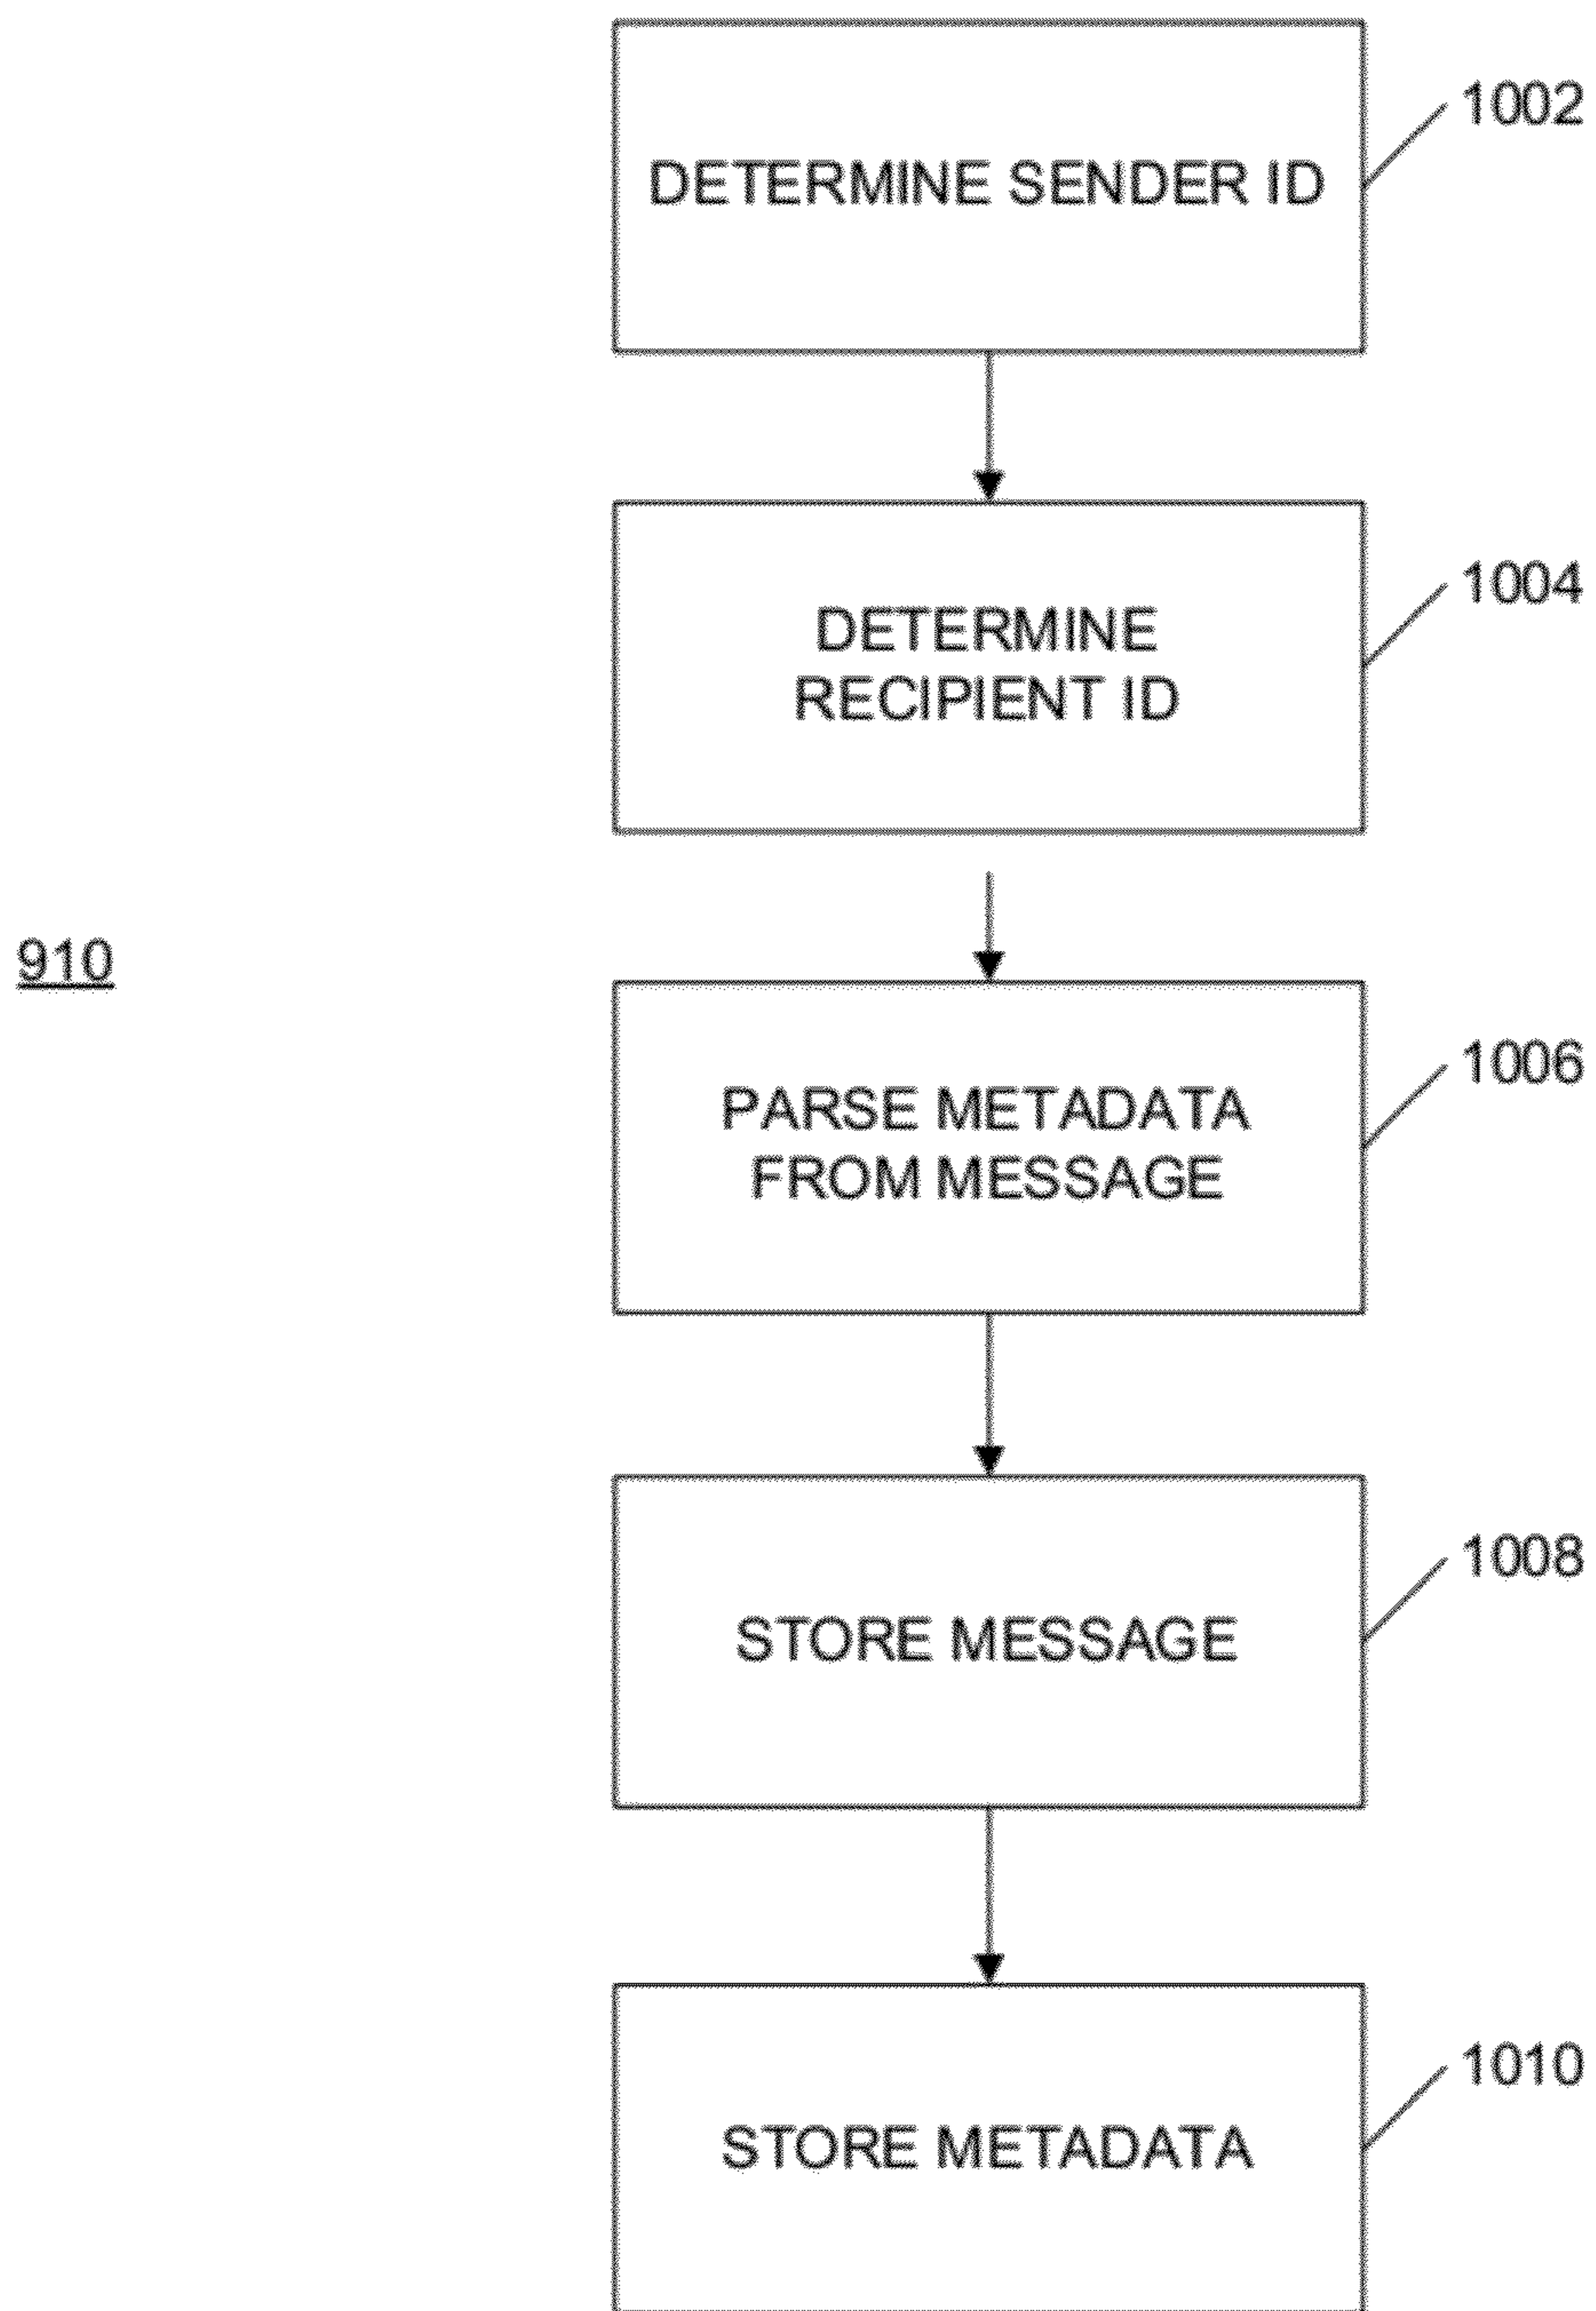 1002
DETERMINE SENDER ID
1004
DETERMINE
RECIPIENT ID
910
1006
PARSE METADATA
FROM MESSAGE
1008
STORE MESSAGE
1010
STORE METADATA